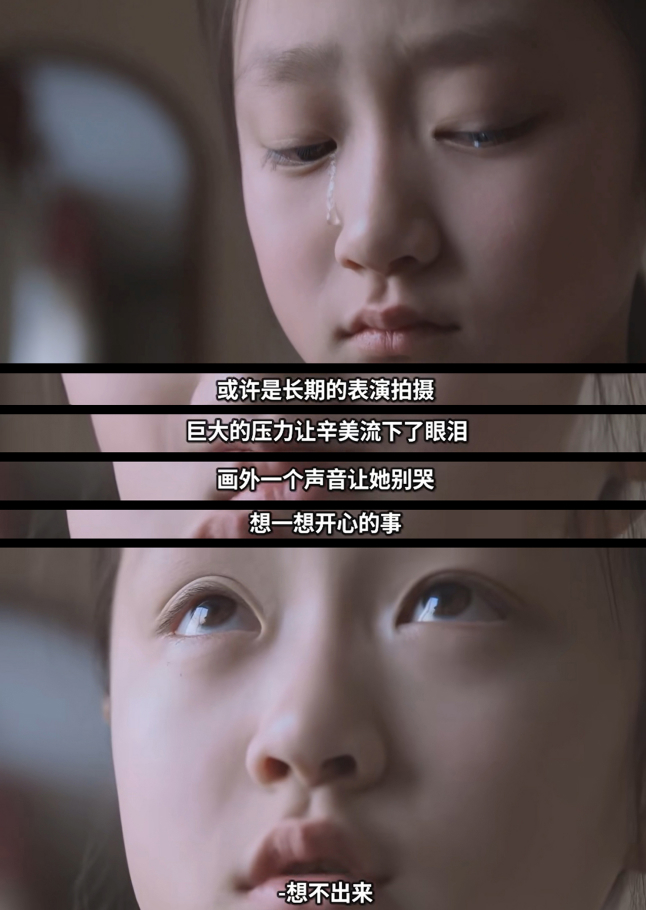 或许是长期的表演拍摄
巨大的压力让辛美流下了眼泪
画外一个声音让她别哭
想一想开心的事
-想不出来